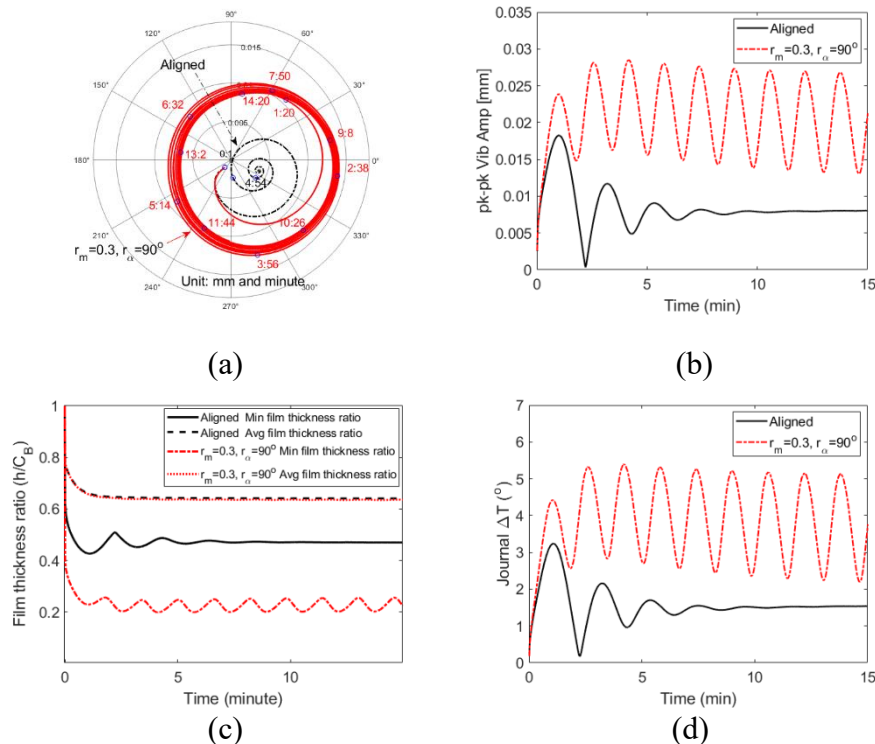 90°
120°
60°
0.015
150°
30°
180°
0°
210°
330°
240°
300°
270°
Aligned
7:50
14:20
1:20
6:32
0.005
9:8
13:2
0:1
2:38
4:54
5:14
11:44
10:26
3:56
r_m=0.3, r_α=90°
Unit: mm and minute
(a)
pk-pk Vib Amp [mm]
0.04
0.035
0.03
0.025
0.02
0.015
0.01
0.005
0
Aligned
r_m=0.3, r_α=90°
0 5 10 15
Time (min)
(b)
Film thickness ratio (h/C_B)
1
0.8
0.6
0.4
0.2
Aligned Min film thickness ratio
Aligned Avg film thickness ratio
r_m=0.3, r_α=90° Min film thickness ratio
r_m=0.3, r_α=90° Avg film thickness ratio
0 5 10
Time (minute)
(c)
Journal ΔT (°)
7
6
5
4
3
2
1
0
Aligned
r_m=0.3, r_α=90°
0 5 10 15
Time (min)
(d)